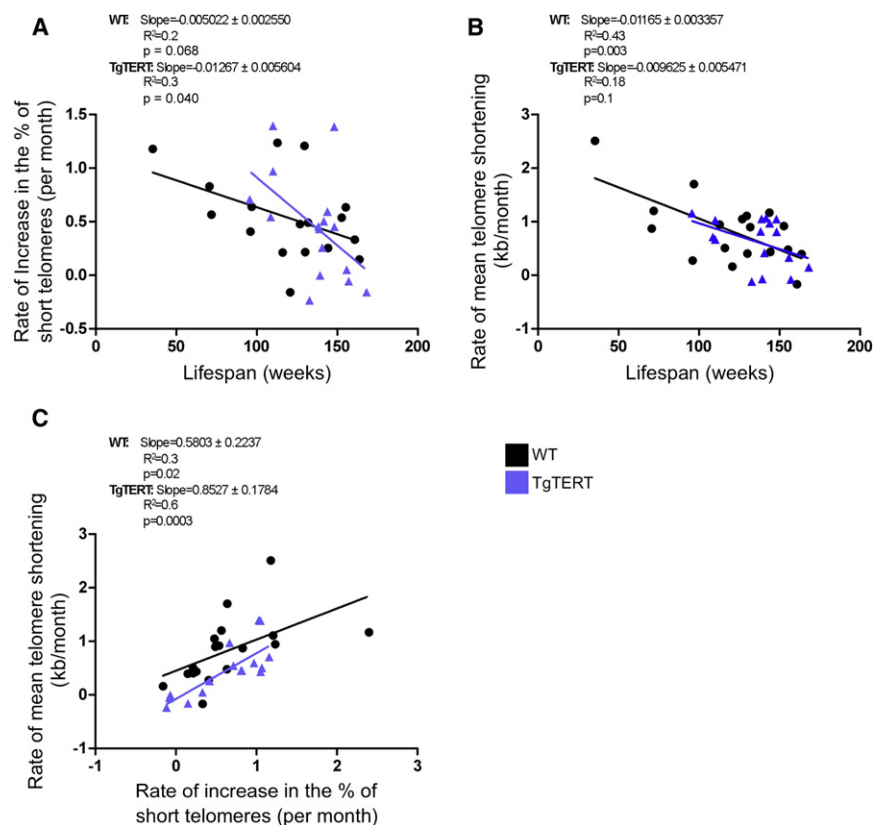 A
WT: Slope=-0.005022 ± 0.002550
R²=0.2
p = 0.068
TgTERT: Slope=-0.01267 ± 0.005604
R²=0.3
p = 0.040
Rate of Increase in the % of
short telomeres (per month)
1.5
1.0
0.5
0.0
-0.5
0
50
100
150
200
Lifespan (weeks)
B
WT: Slope=-0.01165 ± 0.003357
R²=0.43
p=0.003
TgTERT: Slope=-0.009625 ± 0.005471
R²=0.18
p=0.1
Rate of mean telomere shortening
(kb/month)
3
2
1
0
-1
0
50
100
150
200
Lifespan (weeks)
C
WT: Slope=0.5803 ± 0.2237
R²=0.3
p=0.02
TgTERT: Slope=0.8527 ± 0.1784
R²=0.6
p=0.0003
Rate of mean telomere shortening
(kb/month)
3
2
1
0
-1
-1
0
1
2
3
Rate of increase in the % of
short telomeres (per month)
WT
TgTERT